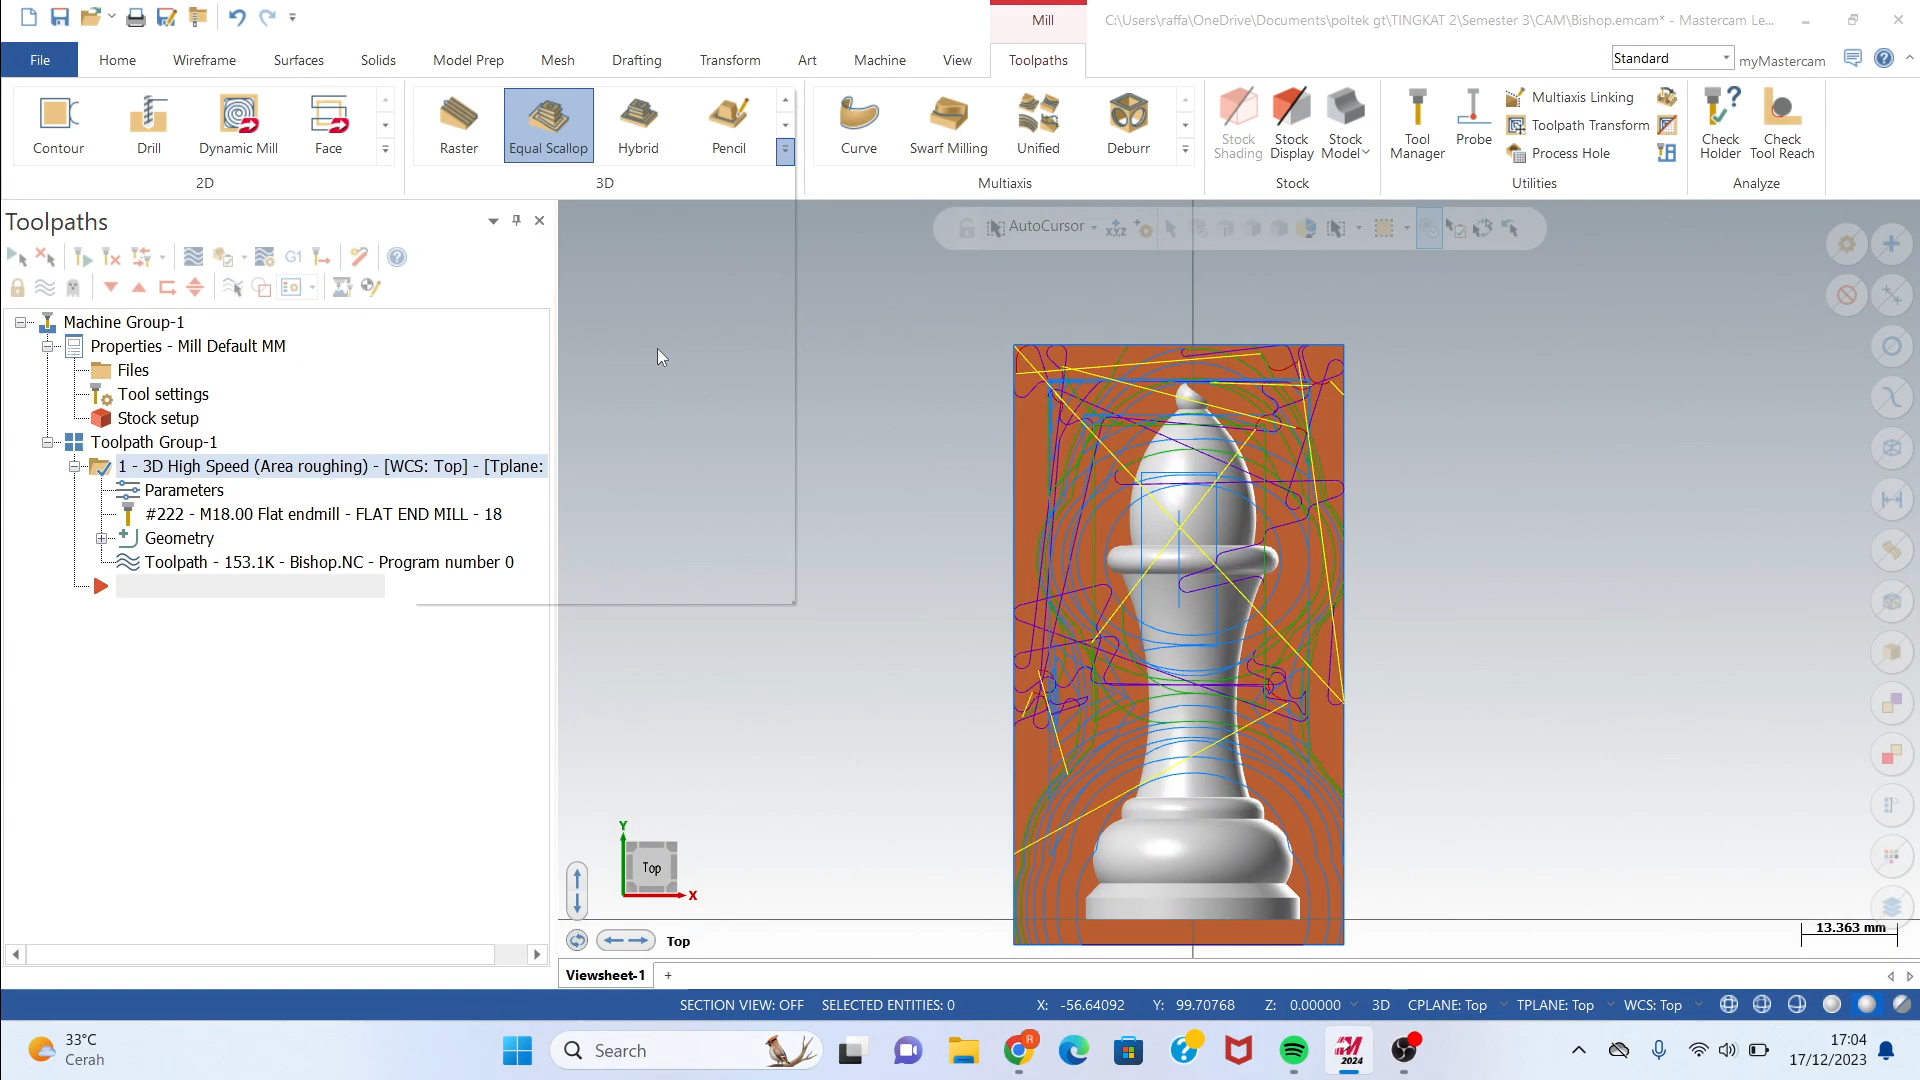 Mill
C:\Users\raffa\OneDrive\Documents\poltek gt\TINGKAT 2\Semester 3\CAM\Bishop.emcam* - Mastercam Le...
File Home Wireframe Surfaces Solids Model Prep Mesh Drafting Transform Art Machine View Toolpaths
Standard myMastercam
Contour Drill Dynamic Mill Face
2D
Raster Equal Scallop Hybrid Pencil
3D
Curve Swarf Milling Unified Deburr
Multiaxis
Stock Shading
Stock Display
Stock Model
Stock
Tool Manager
Probe
Multiaxis Linking
Toolpath Transform
Process Hole
Utilities
Check Holder
Check Tool Reach
Analyze
Toolpaths
G1
AutoCursor
XYZ
Machine Group-1
Properties - Mill Default MM
Files
Tool settings
Stock setup
Toolpath Group-1
1 - 3D High Speed (Area roughing) - [WCS: Top] - [Tplane:
Parameters
#222 - M18.00 Flat endmill - FLAT END MILL - 18
Geometry
Toolpath - 153.1K - Bishop.NC - Program number 0
Y
Top
X
Top
13.363 mm
Viewsheet-1 +
SECTION VIEW: OFF SELECTED ENTITIES: 0 X: -56.64092 Y: 99.70768 Z: 0.00000 3D CPLANE: Top TPLANE: Top WCS: Top
33°C
Cerah
Search
R
2024
17:04
17/12/2023